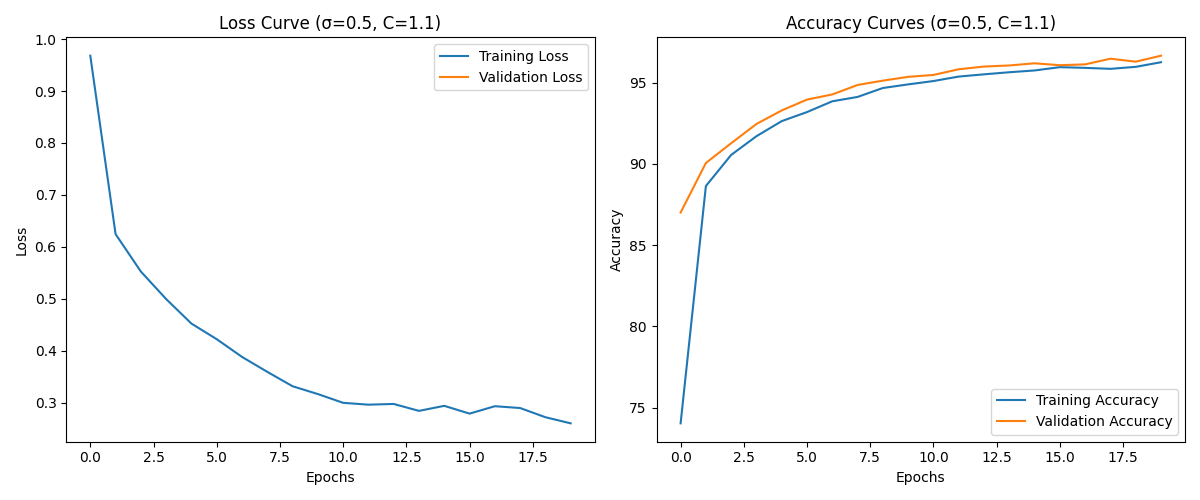 Loss Curve (σ=0.5, C=1.1)
1.0
0.9
0.8
0.7
0.6
0.5
0.4
0.3
Loss
Training Loss
Validation Loss
0.0 2.5 5.0 7.5 10.0 12.5 15.0 17.5
Epochs
Accuracy Curves (σ=0.5, C=1.1)
95
90
85
80
75
Accuracy
Training Accuracy
Validation Accuracy
0.0 2.5 5.0 7.5 10.0 12.5 15.0 17.5
Epochs